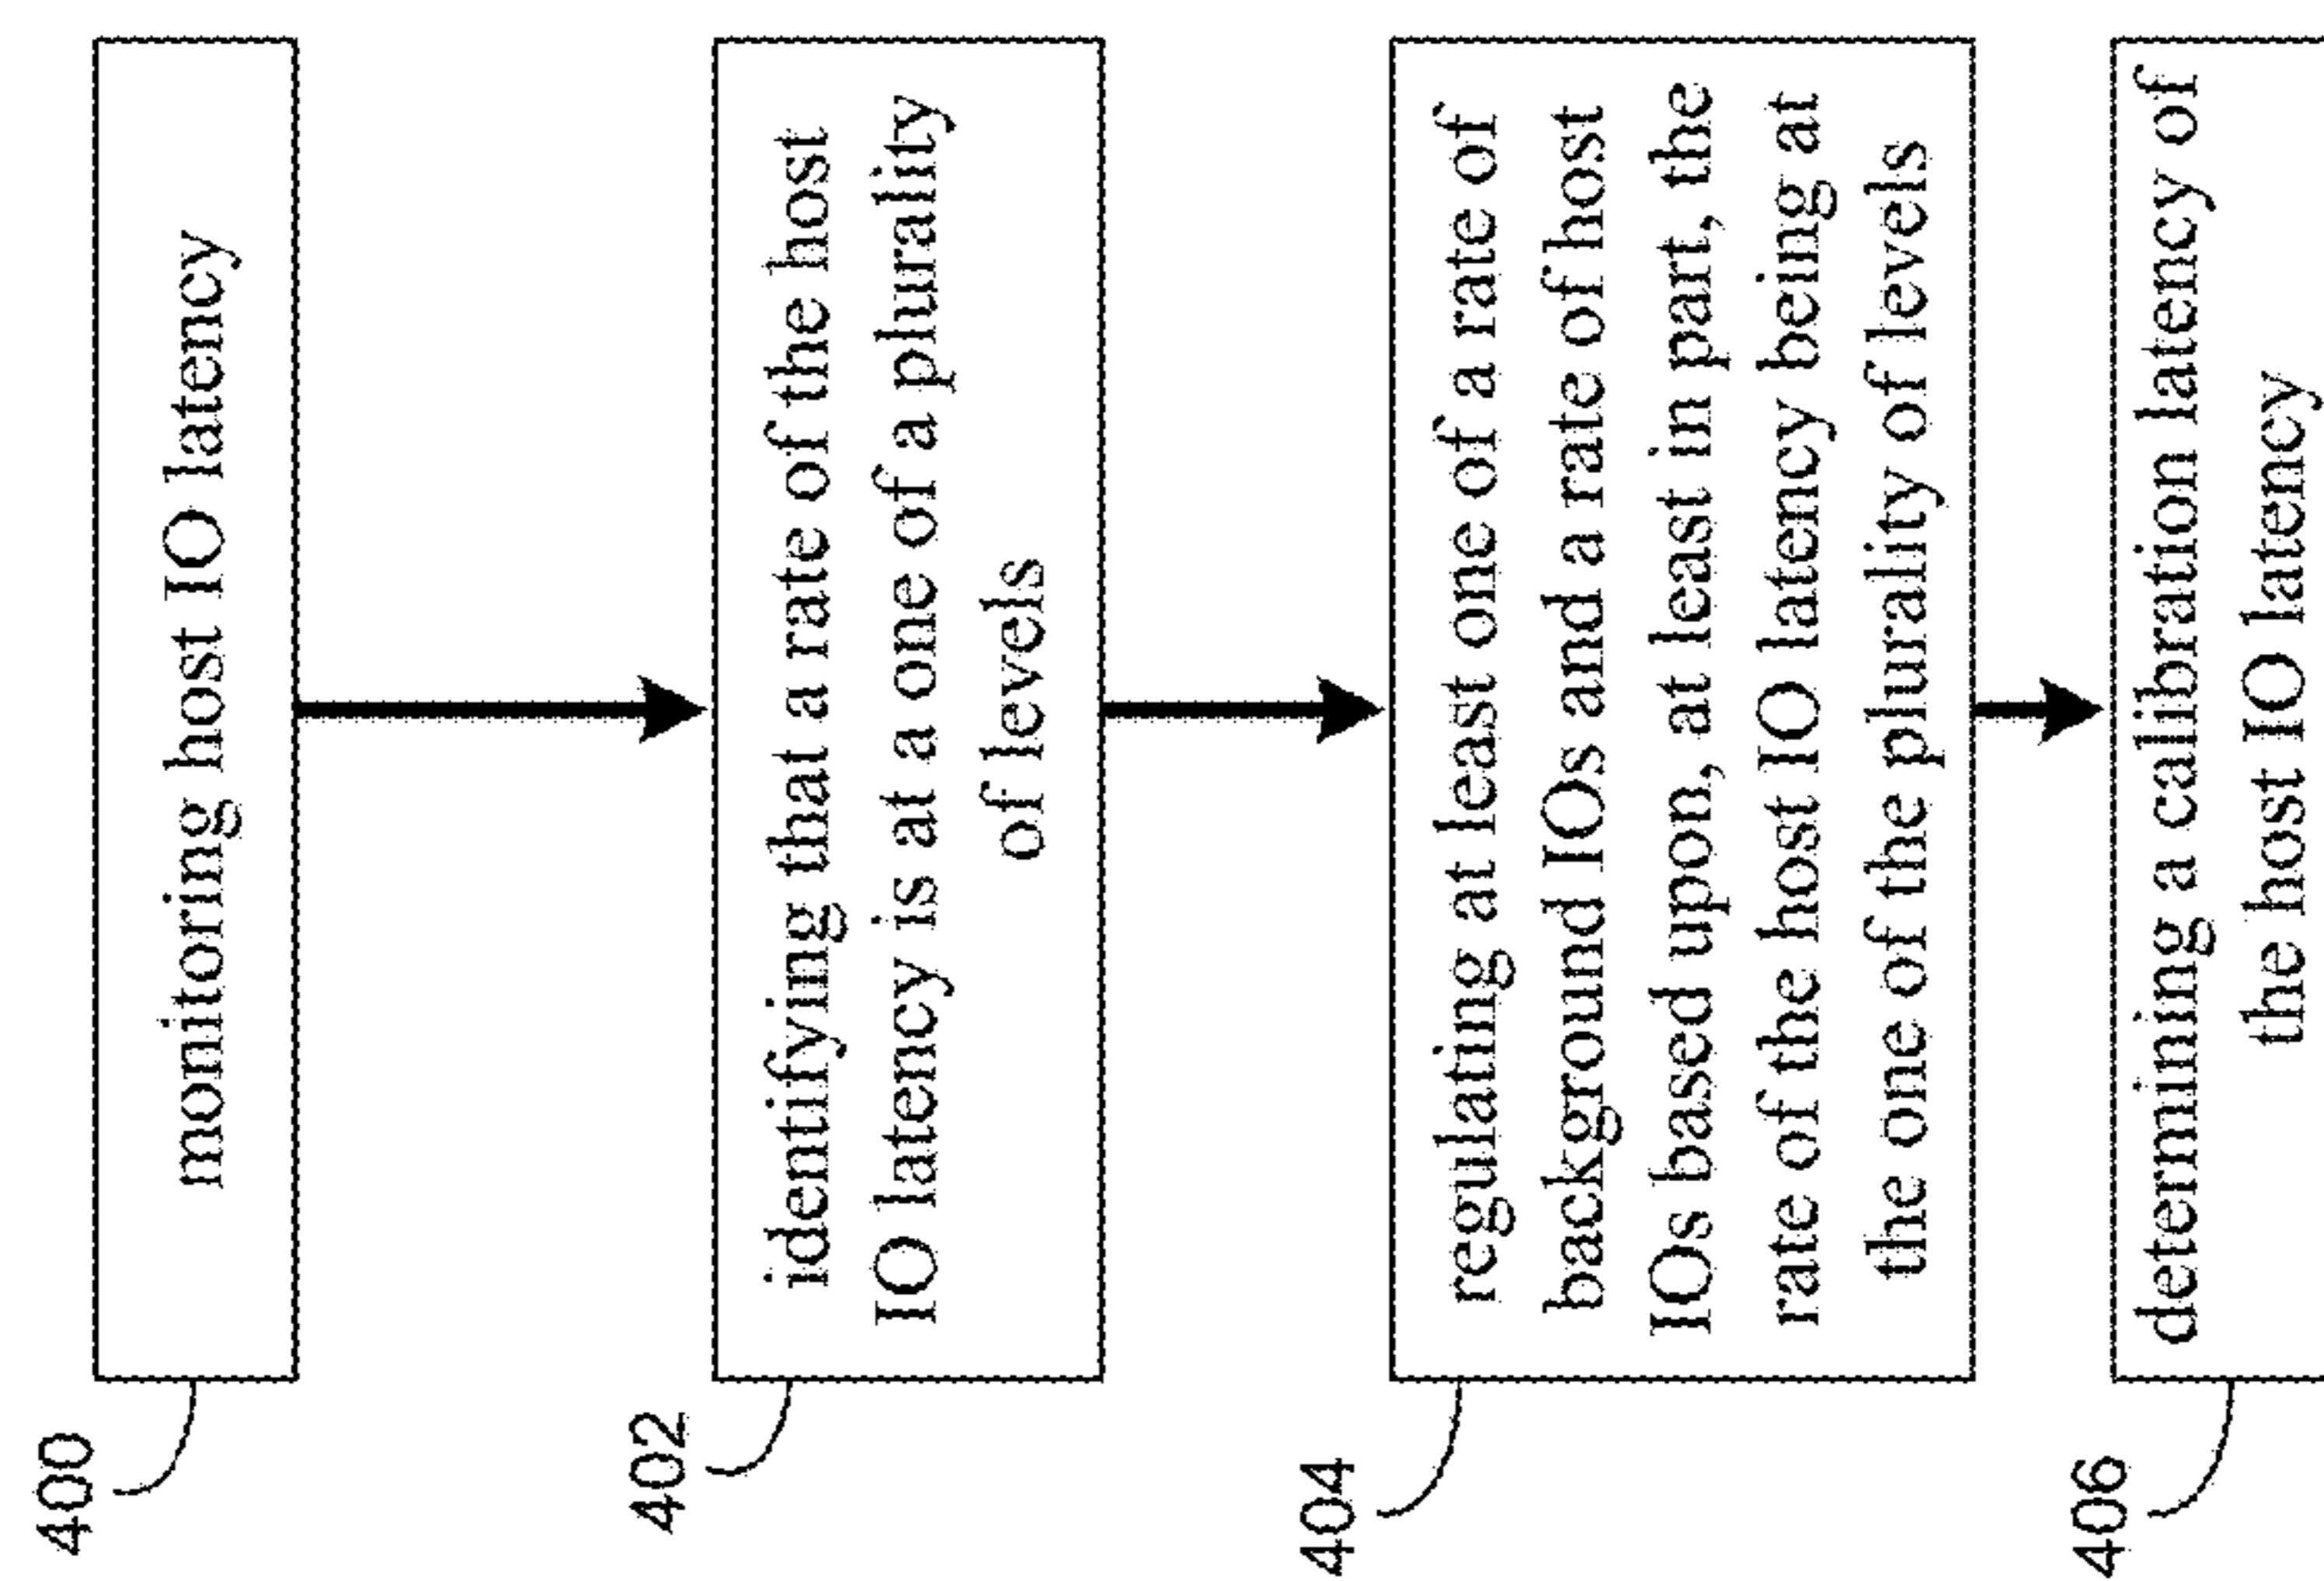 400
monitoring host IO latency
402
identifying that a rate of the host
IO latency is at a one of a plurality
of levels
404
regulating at least one of a rate of
background IOs and a rate of host
IOs based upon, at least in part, the
rate of the host IO latency being at
the one of the plurality of levels
406
determining a calibration latency of
the host IO latency